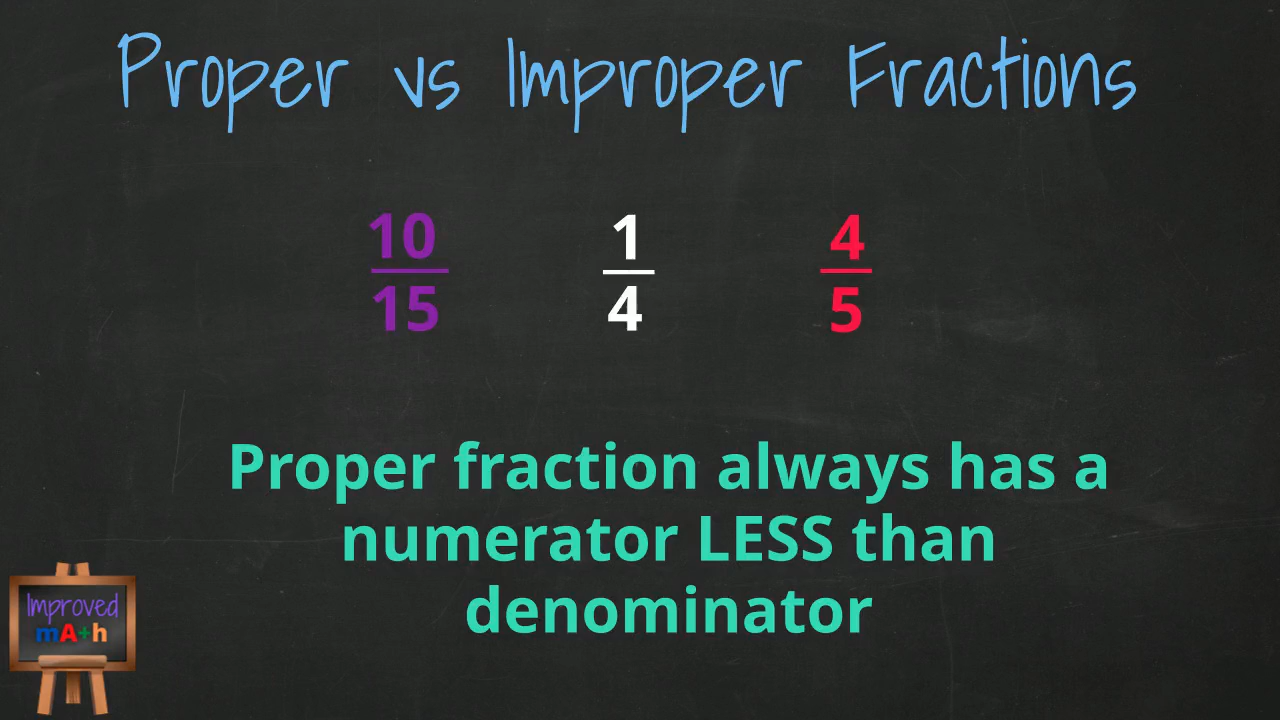 Proper vs Improper Fractions
10
15
1
4
4
5
Proper fraction always has a
numerator LESS than
denominator
Improved
mA+h